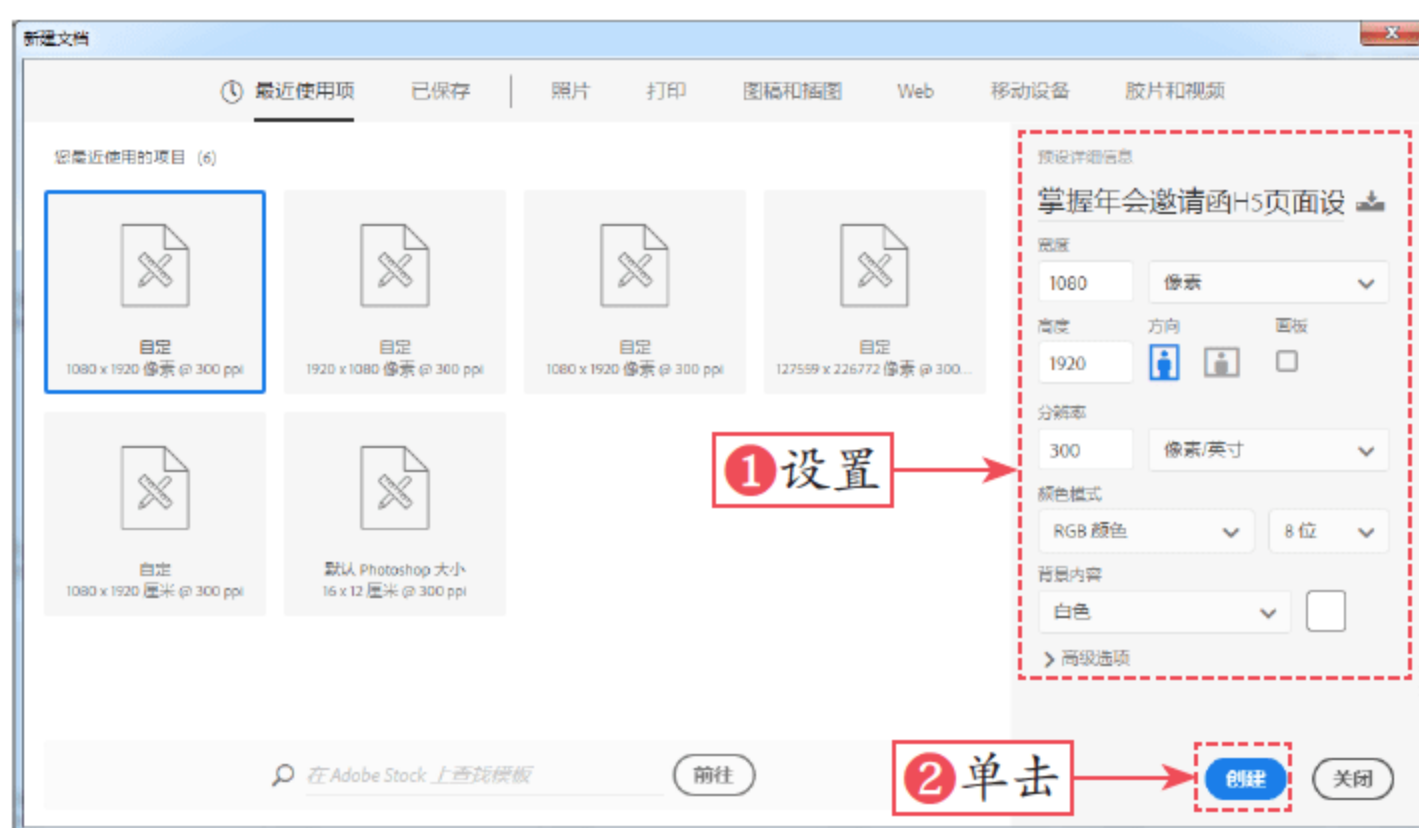 新建文档
最近使用项 已保存 照片 打印 图稿和插图 Web 移动设备 胶片和视频
您最近使用的项目 (6)
自定
1080 x 1920 像素 @ 300 ppi
自定
1920 x 1080 像素 @ 300 ppi
自定
1080 x 1920 像素 @ 300 ppi
自定
127559 x 226772 像素 @ 300...
自定
1080 x 1920 厘米 @ 300 ppi
默认 Photoshop 大小
16 x 12 厘米 @ 300 ppi
在 Adobe Stock 上查找模板
前往
预设详细信息
掌握年会邀请函H5页面设
宽度
1080 像素
高度 方向 画板
1920
分辨率
300 像素/英寸
颜色模式
RGB 颜色 8 位
背景内容
白色
高级选项
1 设置
2 单击
创建 关闭